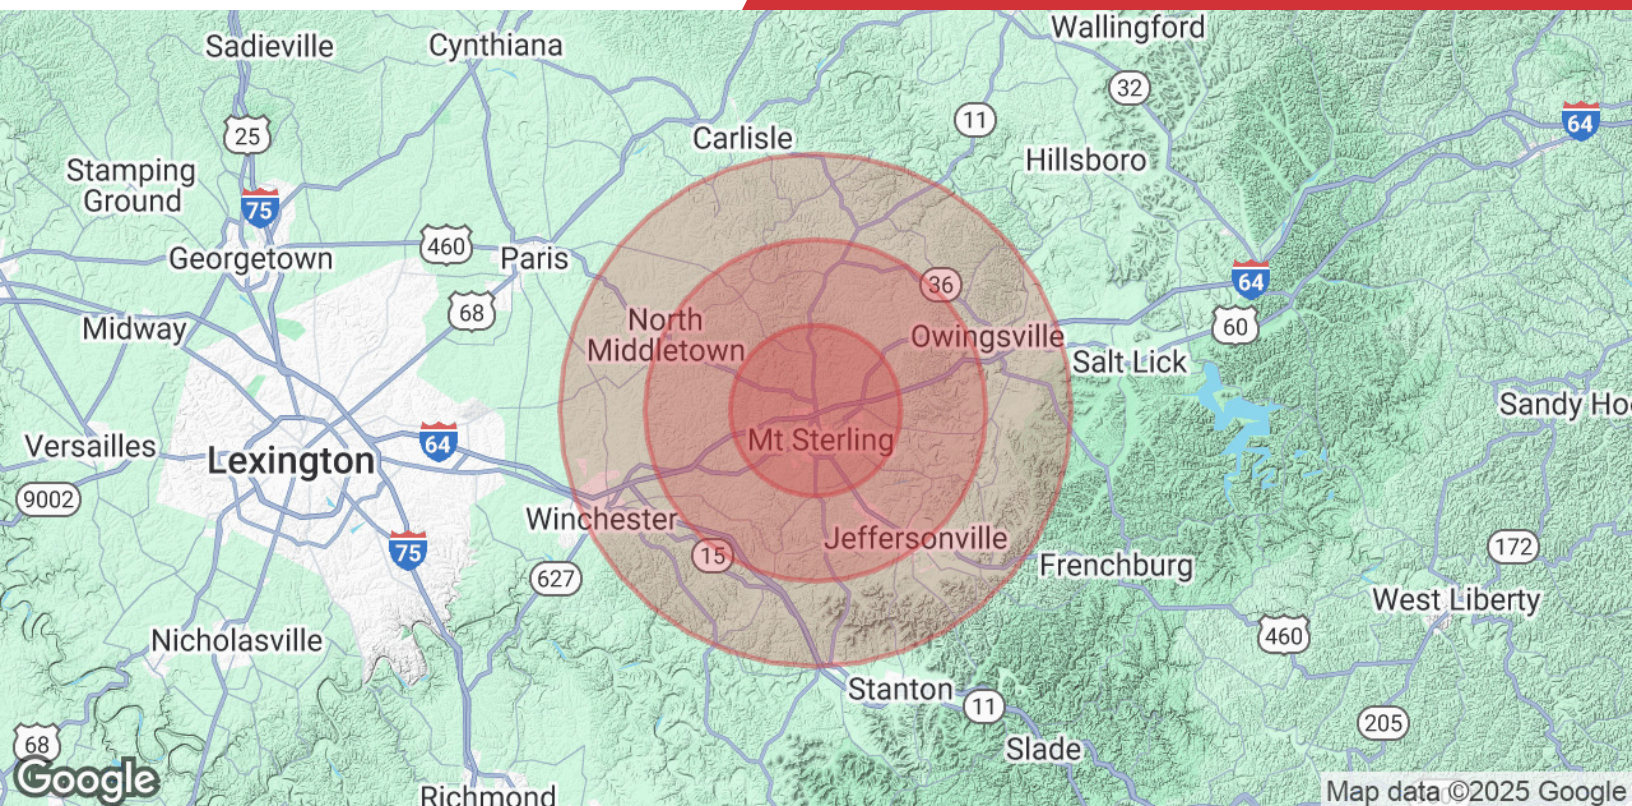 Wallingford
Sadieville
Cynthiana
32
64
11
25
Carlisle
Hillsboro
Stamping
Ground
75
460
Paris
Georgetown
64
36
68
60
North
Middletown
Midway
Owingsville
Salt Lick
Sandy Ho
Mt Sterling
64
Versailles
Lexington
9002
Winchester
Jeffersonville
172
75
15
Frenchburg
627
West Liberty
460
Nicholasville
Stanton
11
205
68
Slade
Google
Richmond
Map data ©2025 Google